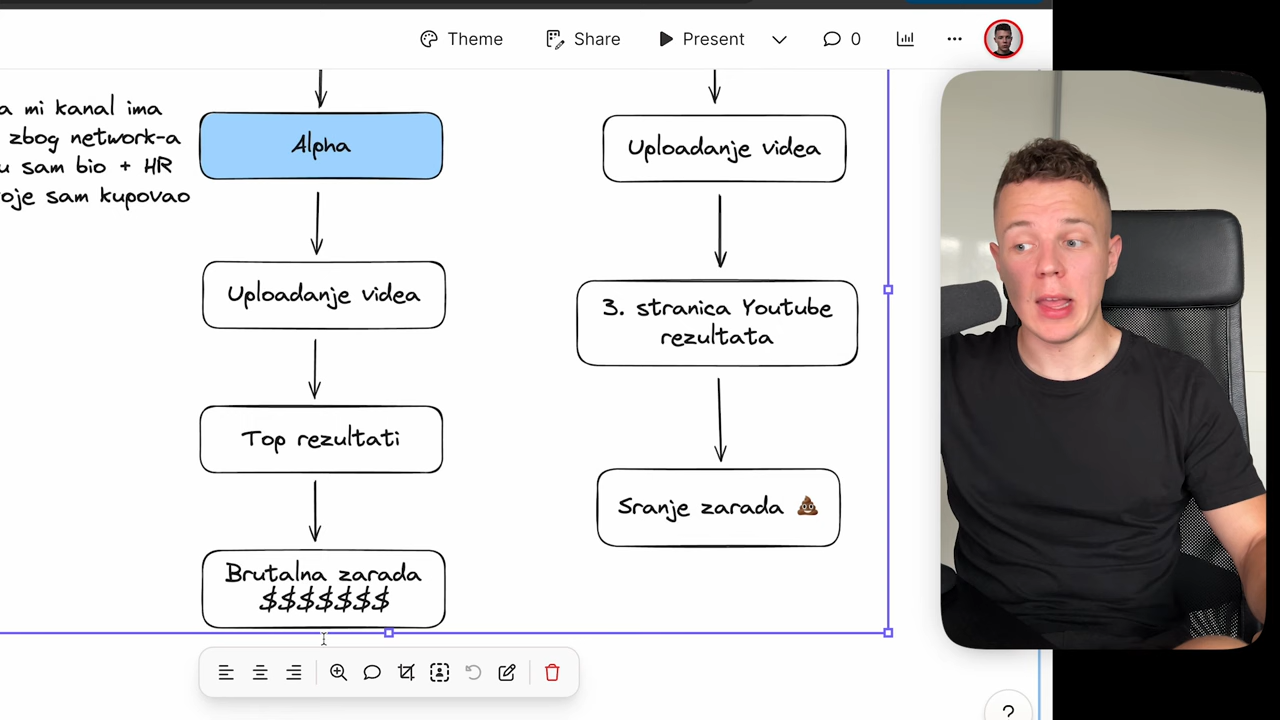 Theme
Share
Present
0
a mi kanal ima
zbog network-a
u sam bio + HR
oje sam kupovao
Alpha
Uploadanje videa
Top rezultati
Brutalna zarada
$$$$$$$
Uploadanje videa
3. stranica Youtube
rezultata
Sranje zarada 💩
?